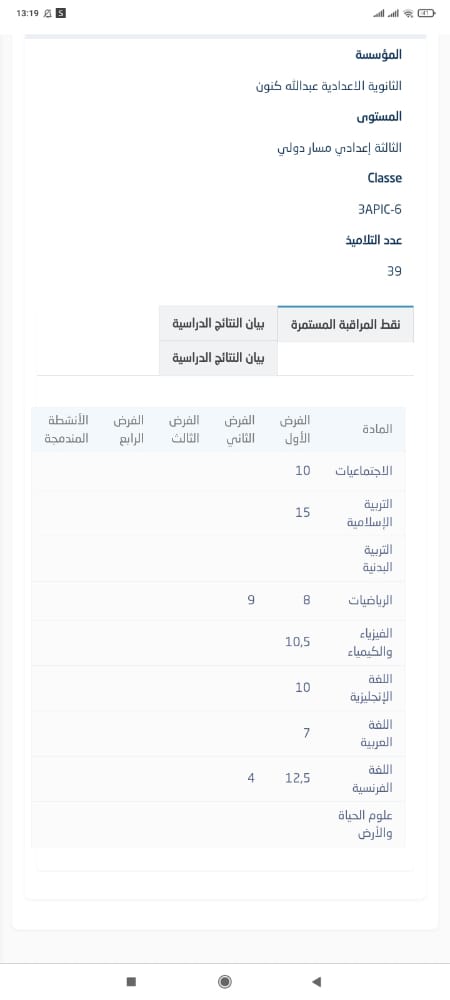 13:19 S 41
المؤسسة
الثانوية الاعدادية عبدالله كنون
المستوى
الثالثة إعدادي مسار دولي
Classe
3APIC-6
عدد التلاميذ
39
نقط المراقبة المستمرة بيان النتائج الدراسية
بيان النتائج الدراسية
المادة الفرض الأول الفرض الثاني الفرض الثالث الفرض الرابع الأنشطة المندمجة
الاجتماعيات 10
التربية الإسلامية 15
التربية البدنية
الرياضيات 8 9
الفيزياء والكيمياء 10,5
اللغة الإنجليزية 10
اللغة العربية 7
اللغة الفرنسية 12,5 4
علوم الحياة والأرض